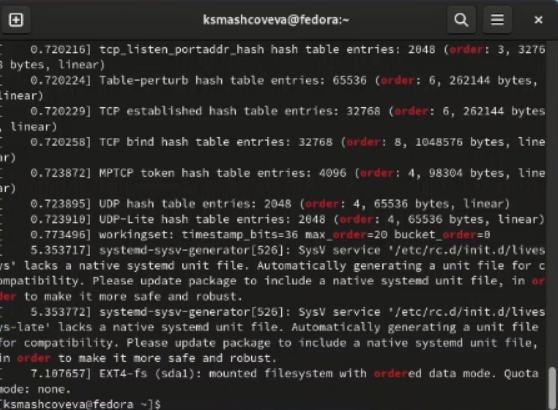 ksmashcoveva@fedora:~
[    0.720216] tcp_listen_portaddr_hash hash table entries: 2048 (order: 3, 3276
8 bytes, linear)
[    0.720224] Table-perturb hash table entries: 65536 (order: 6, 262144 bytes,
linear)
[    0.720229] TCP established hash table entries: 32768 (order: 6, 262144 bytes
, linear)
[    0.720258] TCP bind hash table entries: 32768 (order: 8, 1048576 bytes, line
ar)
[    0.723872] MPTCP token hash table entries: 4096 (order: 4, 98304 bytes, line
ar)
[    0.723895] UDP hash table entries: 2048 (order: 4, 65536 bytes, linear)
[    0.723910] UDP-Lite hash table entries: 2048 (order: 4, 65536 bytes, linear)
[    0.773496] workingset: timestamp_bits=36 max_order=20 bucket_order=0
[    5.353717] systemd-sysv-generator[526]: SysV service '/etc/rc.d/init.d/lives
ys' lacks a native systemd unit file. Automatically generating a unit file for c
ompatibility. Please update package to include a native systemd unit file, in or
der to make it more safe and robust.
[    5.353772] systemd-sysv-generator[526]: SysV service '/etc/rc.d/init.d/lives
ys-late' lacks a native systemd unit file. Automatically generating a unit file
for compatibility. Please update package to include a native systemd unit file,
in order to make it more safe and robust.
[    7.107657] EXT4-fs (sda1): mounted filesystem with ordered data mode. Quota
mode: none.
[ksmashcoveva@fedora ~]$